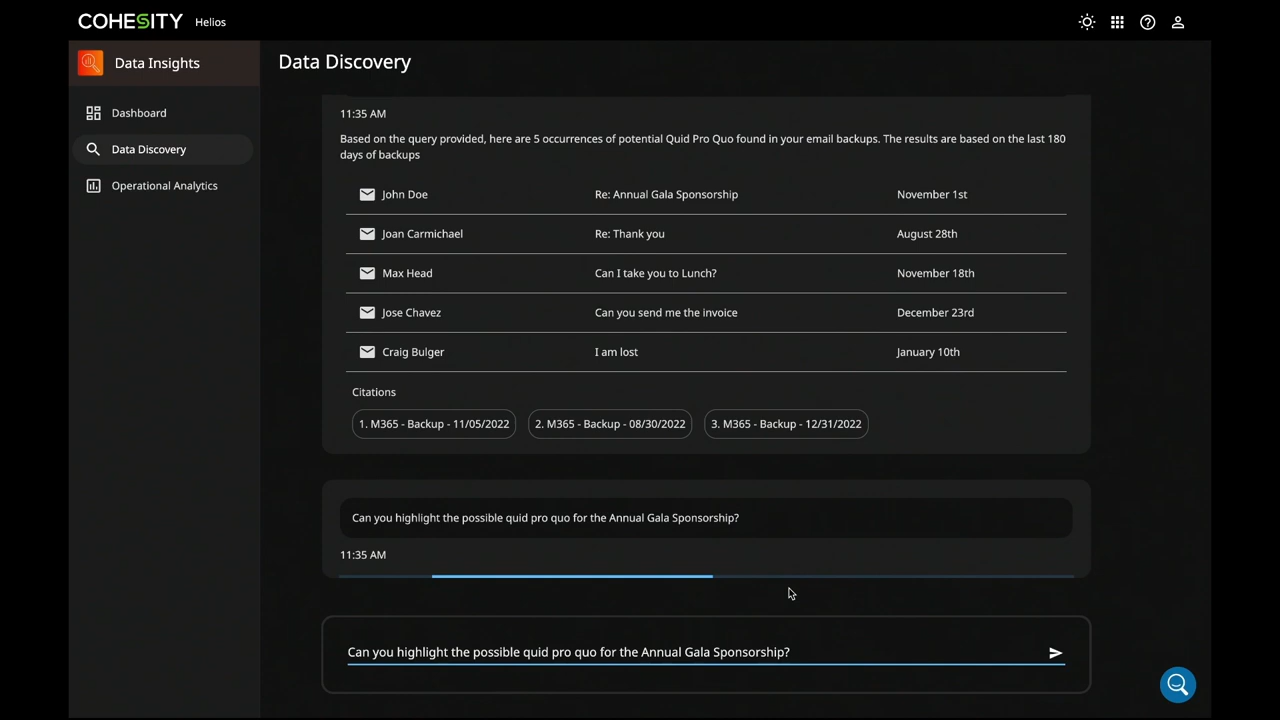 COHESITY Helios
Data Insights
Data Discovery
Dashboard
Data Discovery
Operational Analytics
11:35 AM
Based on the query provided, here are 5 occurrences of potential Quid Pro Quo found in your email backups. The results are based on the last 180
days of backups
John Doe Re: Annual Gala Sponsorship November 1st
Joan Carmichael Re: Thank you August 28th
Max Head Can I take you to Lunch? November 18th
Jose Chavez Can you send me the invoice December 23rd
Craig Bulger I am lost January 10th
Citations
1. M365 - Backup - 11/05/2022 2. M365 - Backup - 08/30/2022 3. M365 - Backup - 12/31/2022
Can you highlight the possible quid pro quo for the Annual Gala Sponsorship?
11:35 AM
Can you highlight the possible quid pro quo for the Annual Gala Sponsorship?